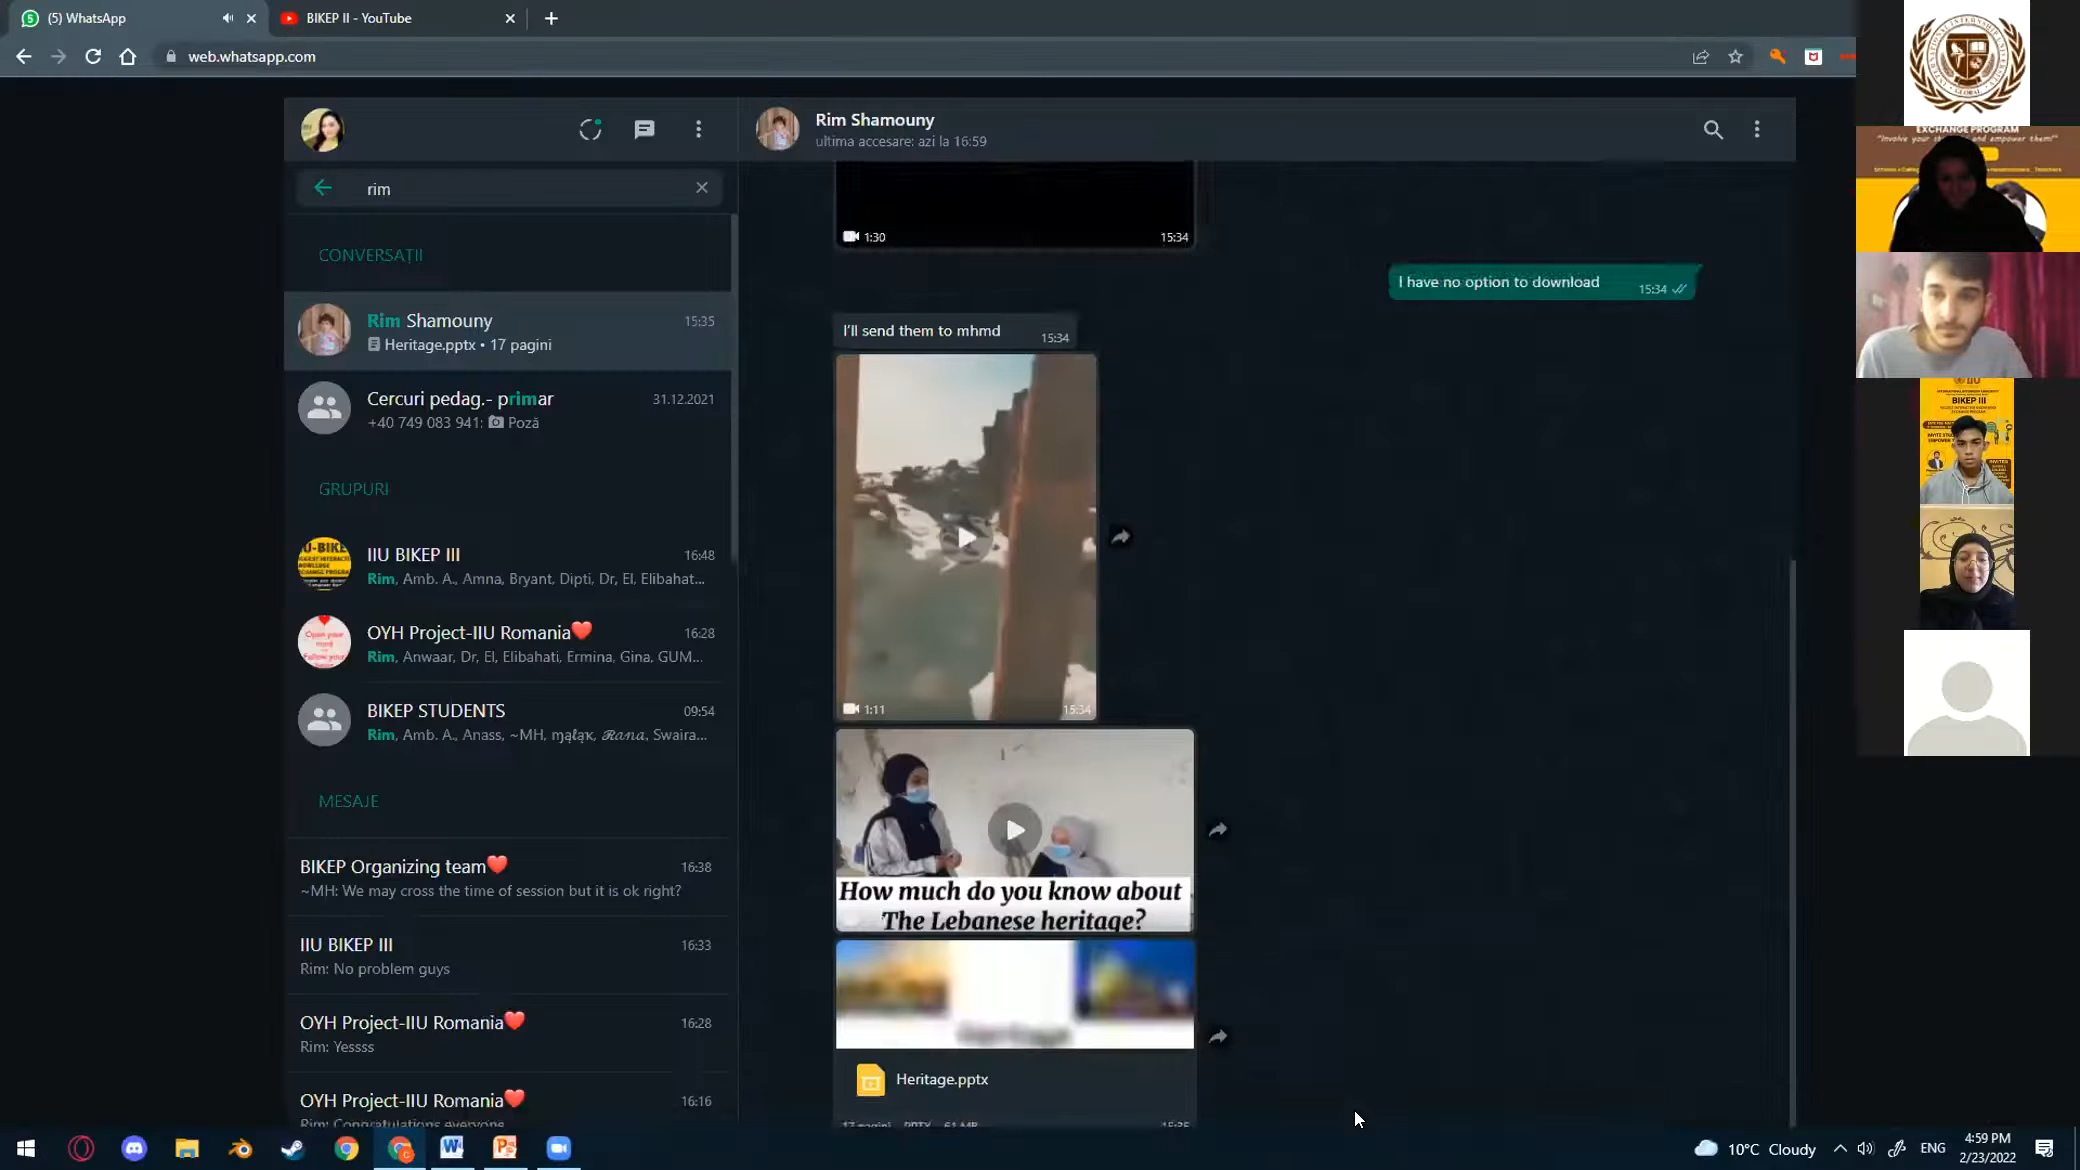 (5) WhatsApp
BIKEP II - YouTube
web.whatsapp.com
Rim Shamouny
ultima accesare: azi la 16:59
rim
CONVERSAȚII
Rim Shamouny
15:35
Heritage.pptx • 17 pagini
Cercuri pedag.- primar
31.12.2021
+40 749 083 941: Poză
GRUPURI
IIU BIKEP III
16:48
Rim, Amb. A., Amna, Bryant, Dipti, Dr, El, Elibahat...
OYH Project-IIU Romania❤️
16:28
Rim, Anwaar, Dr, El, Elibahati, Ermina, Gina, GUM...
BIKEP STUDENTS
09:54
Rim, Amb. A., Anass, ~MH, ɱąłąҡ, 𝓡𝓪𝓷𝓪, Swaira...
MESAJE
BIKEP Organizing team❤️
16:38
~MH: We may cross the time of session but it is ok right?
IIU BIKEP III
16:33
Rim: No problem guys
OYH Project-IIU Romania❤️
16:28
Rim: Yessss
OYH Project-IIU Romania❤️
16:16
Rim: Congratulations everyone
1:30
15:34
I have no option to download
15:34
I'll send them to mhmd
15:34
1:11
15:34
How much do you know about
The Lebanese heritage?
Heritage
Heritage.pptx
17 pagini PPTX 61 MB
15:35
EXCHANGE PROGRAM
BIKEP III
10°C Cloudy
ENG
4:59 PM
2/23/2022